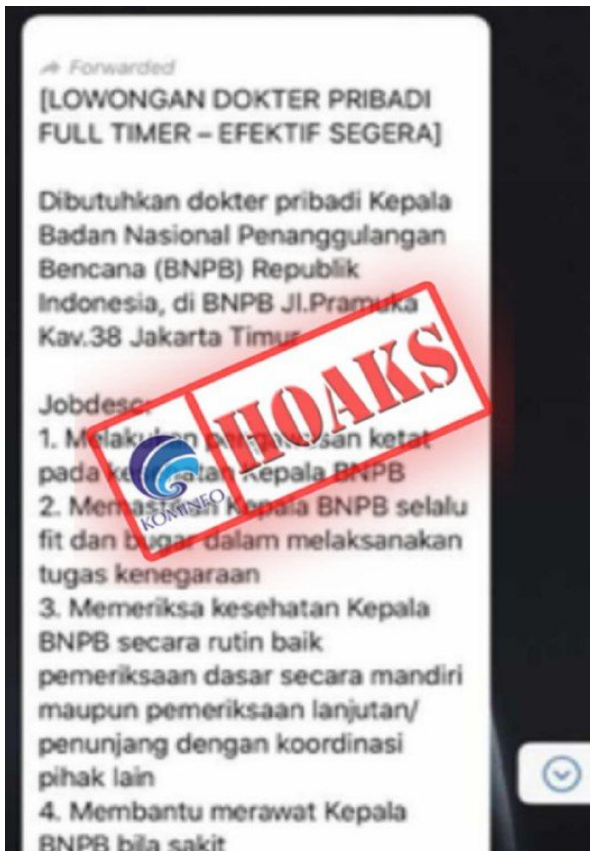 Forwarded
[LOWONGAN DOKTER PRIBADI
FULL TIMER – EFEKTIF SEGERA]
Dibutuhkan dokter pribadi Kepala
Badan Nasional Penanggulangan
Bencana (BNPB) Republik
Indonesia, di BNPB Jl.Pramuka
Kav.38 Jakarta Timur
HOAKS
KOMINFO
Jobdesc:
1. Melakukan pengawasan ketat
pada kesehatan Kepala BNPB
2. Memastikan Kepala BNPB selalu
fit dan bugar dalam melaksanakan
tugas kenegaraan
3. Memeriksa kesehatan Kepala
BNPB secara rutin baik
pemeriksaan dasar secara mandiri
maupun pemeriksaan lanjutan/
penunjang dengan koordinasi
pihak lain
4. Membantu merawat Kepala
BNPB bila sakit